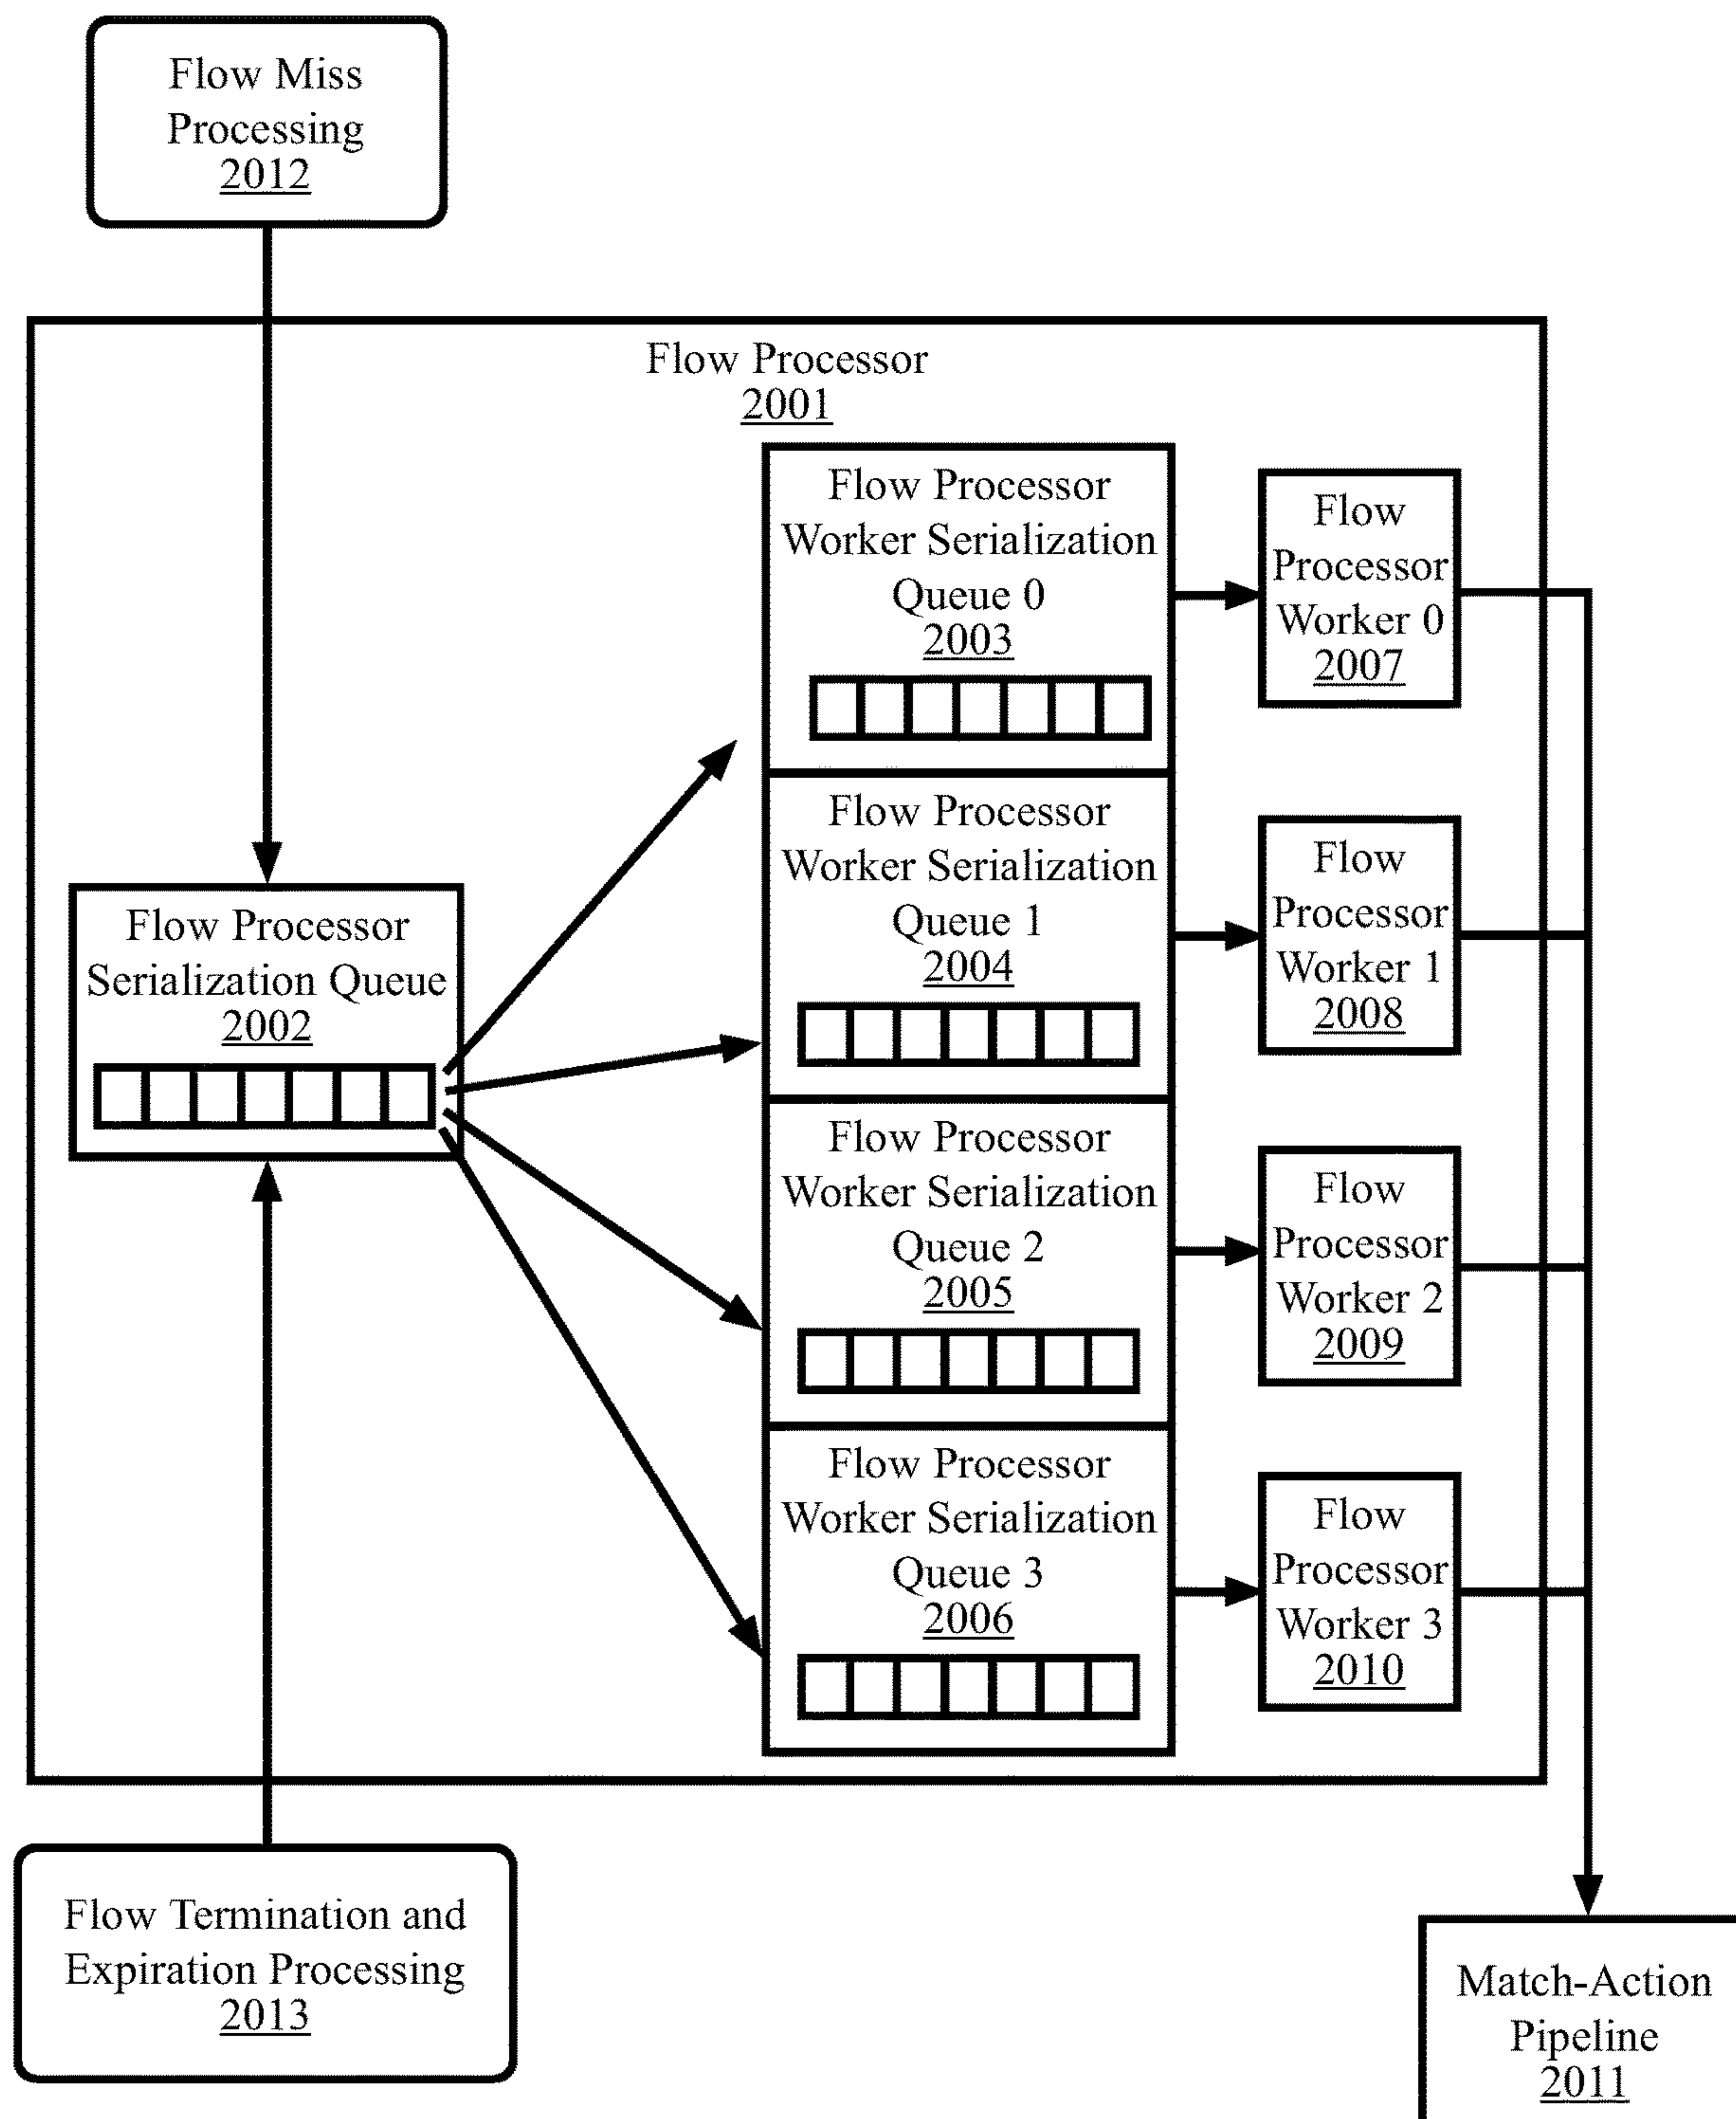 Flow Miss
Processing
2012
Flow Processor
2001
Flow Processor
Worker Serialization
Queue 0
2003
Flow
Processor
Worker 0
2007
Flow Processor
Worker Serialization
Queue 1
2004
Flow
Processor
Worker 1
2008
Flow Processor
Serialization Queue
2002
Flow Processor
Worker Serialization
Queue 2
2005
Flow
Processor
Worker 2
2009
Flow Processor
Worker Serialization
Queue 3
2006
Flow
Processor
Worker 3
2010
Flow Termination and
Expiration Processing
2013
Match-Action
Pipeline
2011